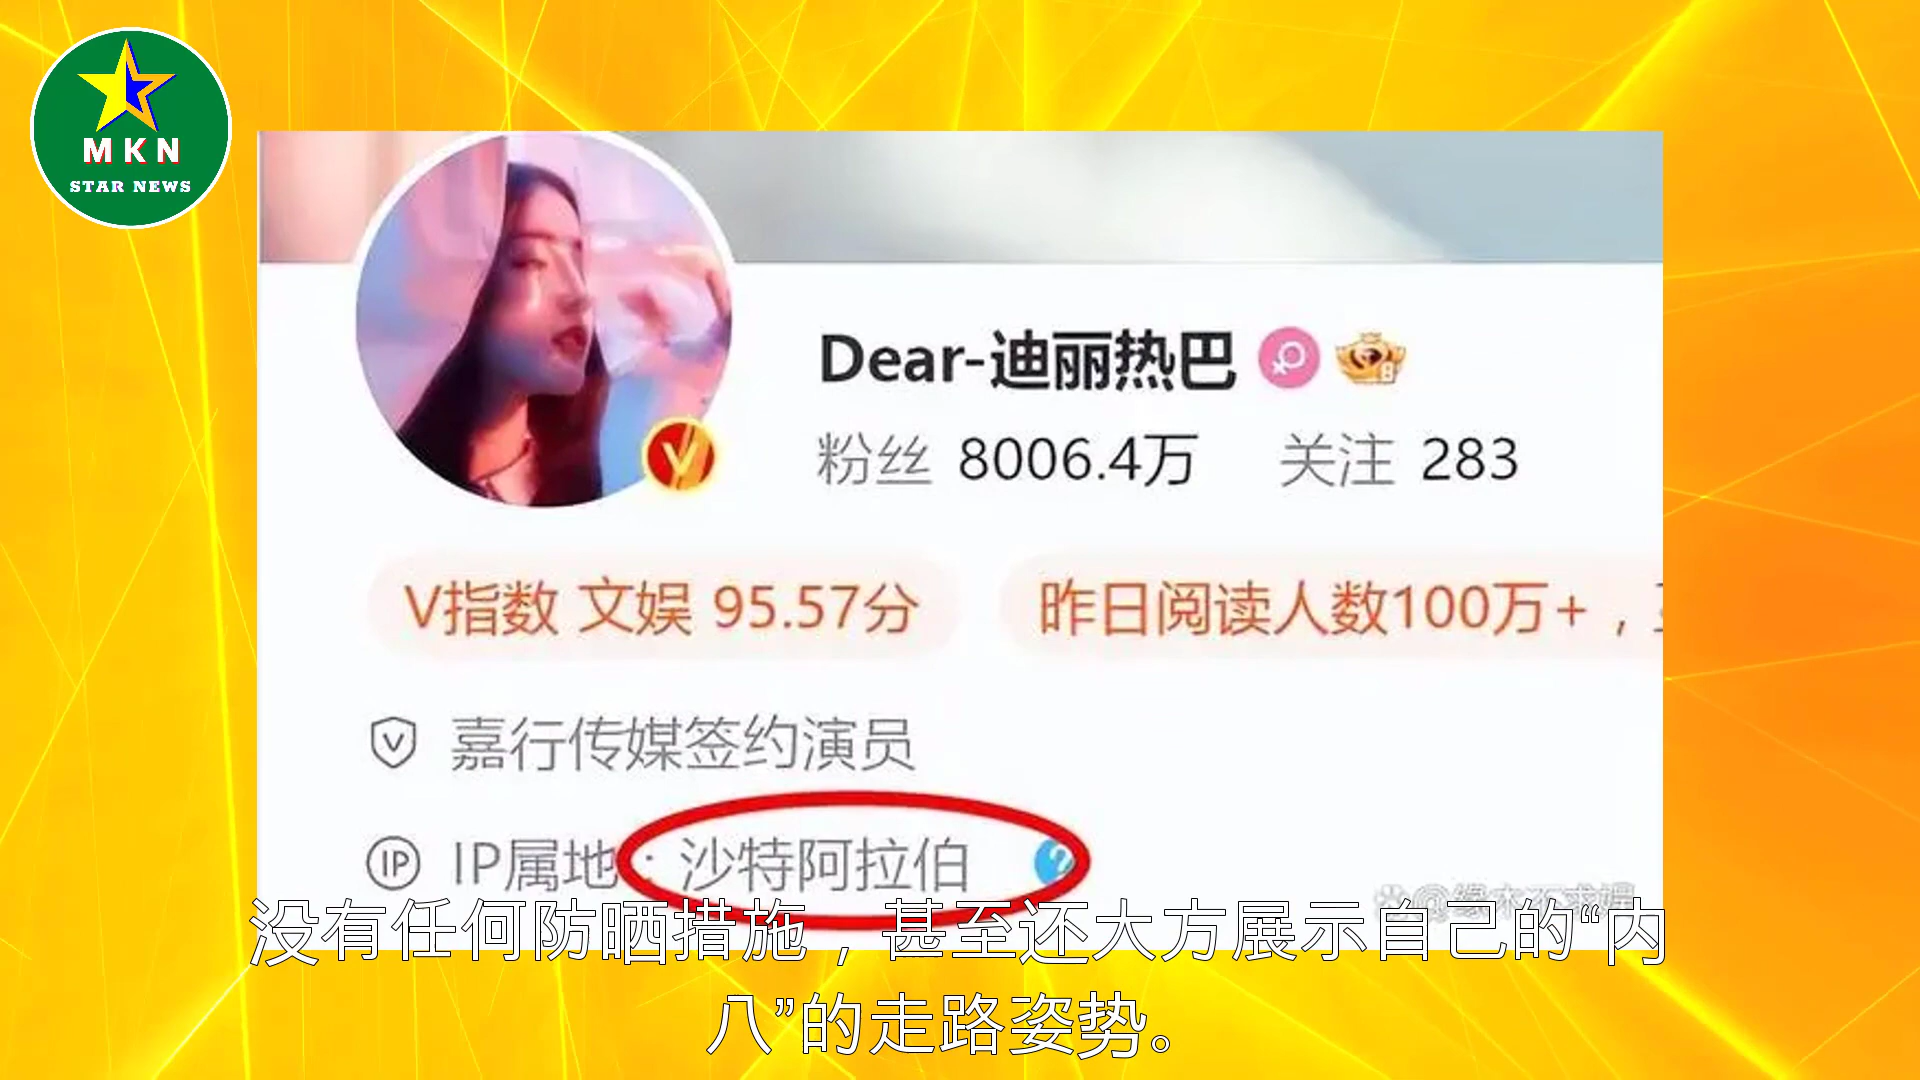 MKN
STAR NEWS
Dear-迪丽热巴
粉丝 8006.4万 关注 283
V指数 文娱 95.57分 昨日阅读人数100万+，
嘉行传媒签约演员
IP IP属地：沙特阿拉伯 ?
没有任何防晒措施，甚至还大方展示自己的“内
八”的走路姿势。